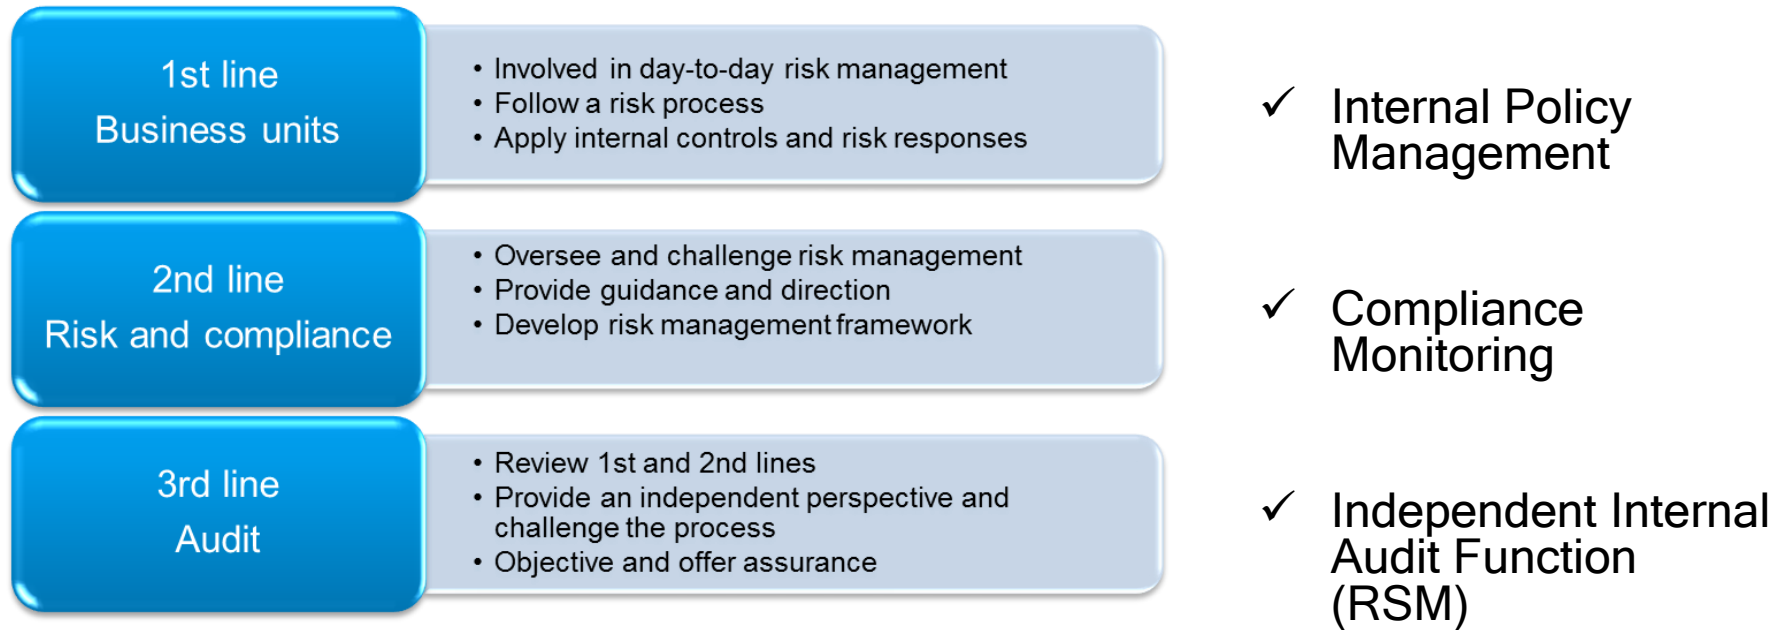 1st line
Business units
• Involved in day-to-day risk management
• Follow a risk process
• Apply internal controls and risk responses
✓ Internal Policy
Management
2nd line
Risk and compliance
• Oversee and challenge risk management
• Provide guidance and direction
• Develop risk management framework
✓ Compliance
Monitoring
3rd line
Audit
• Review 1st and 2nd lines
• Provide an independent perspective and
challenge the process
• Objective and offer assurance
✓ Independent Internal
Audit Function
(RSM)